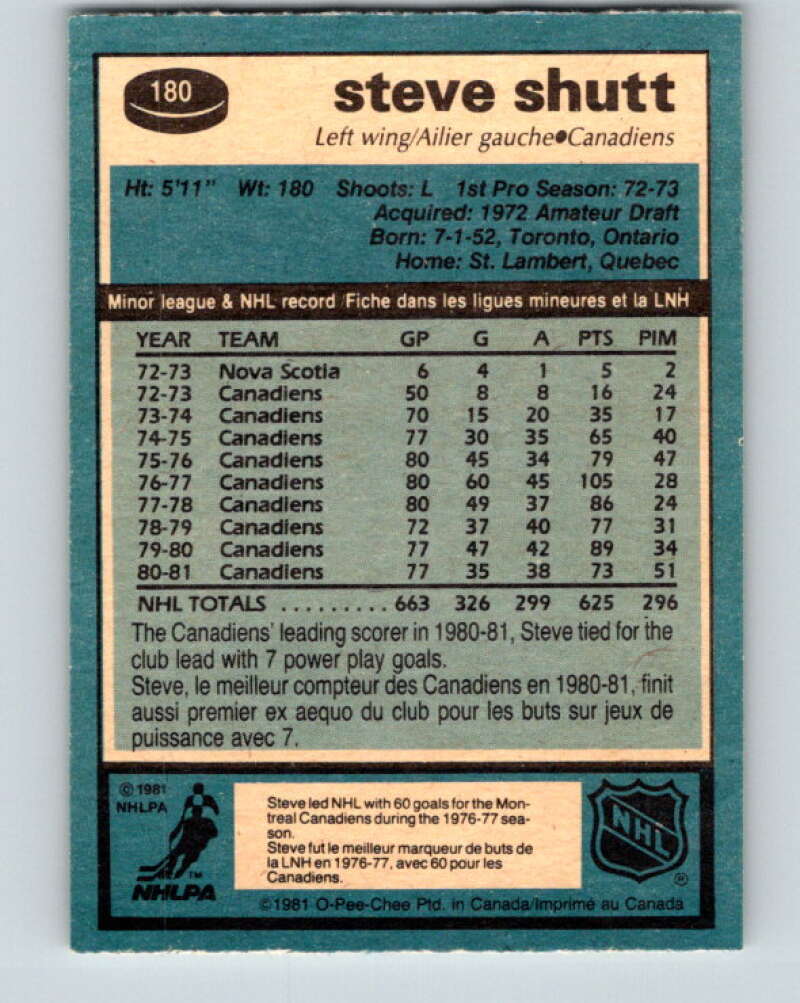 180
steve shutt
Left wing/Ailier gauche●Canadiens
Ht: 5'11" Wt: 180 Shoots: L 1st Pro Season: 72-73
Acquired: 1972 Amateur Draft
Born: 7-1-52, Toronto, Ontario
Home: St. Lambert, Quebec
Minor league & NHL record/Fiche dans les ligues mineures et la LNH
YEAR TEAM GP G A PTS PIM
72-73 Nova Scotia 6 4 1 5 2
72-73 Canadiens 50 8 8 16 24
73-74 Canadiens 70 15 20 35 17
74-75 Canadiens 77 30 35 65 40
75-76 Canadiens 80 45 34 79 47
76-77 Canadiens 80 60 45 105 28
77-78 Canadiens 80 49 37 86 24
78-79 Canadiens 72 37 40 77 31
79-80 Canadiens 77 47 42 89 34
80-81 Canadiens 77 35 38 73 51
NHL TOTALS ......... 663 326 299 625 296
The Canadiens' leading scorer in 1980-81, Steve tied for the
club lead with 7 power play goals.
Steve, le meilleur compteur des Canadiens en 1980-81, finit
aussi premier ex aequo du club pour les buts sur jeux de
puissance avec 7.
©1981
NHLPA
TM
NHLPA
Steve led NHL with 60 goals for the Mon-
treal Canadiens during the 1976-77 sea-
son.
Steve fut le meilleur marqueur de buts de
la LNH en 1976-77, avec 60 pour les
Canadiens.
NHL
®
©1981 O-Pee-Chee Ptd. in Canada/Imprimé au Canada